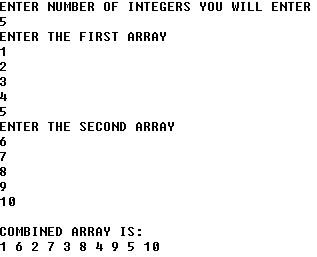 ENTER NUMBER OF INTEGERS YOU WILL ENTER
5
ENTER THE FIRST ARRAY
1
2
3
4
5
ENTER THE SECOND ARRAY
6
7
8
9
10
COMBINED ARRAY IS:
1 6 2 7 3 8 4 9 5 10